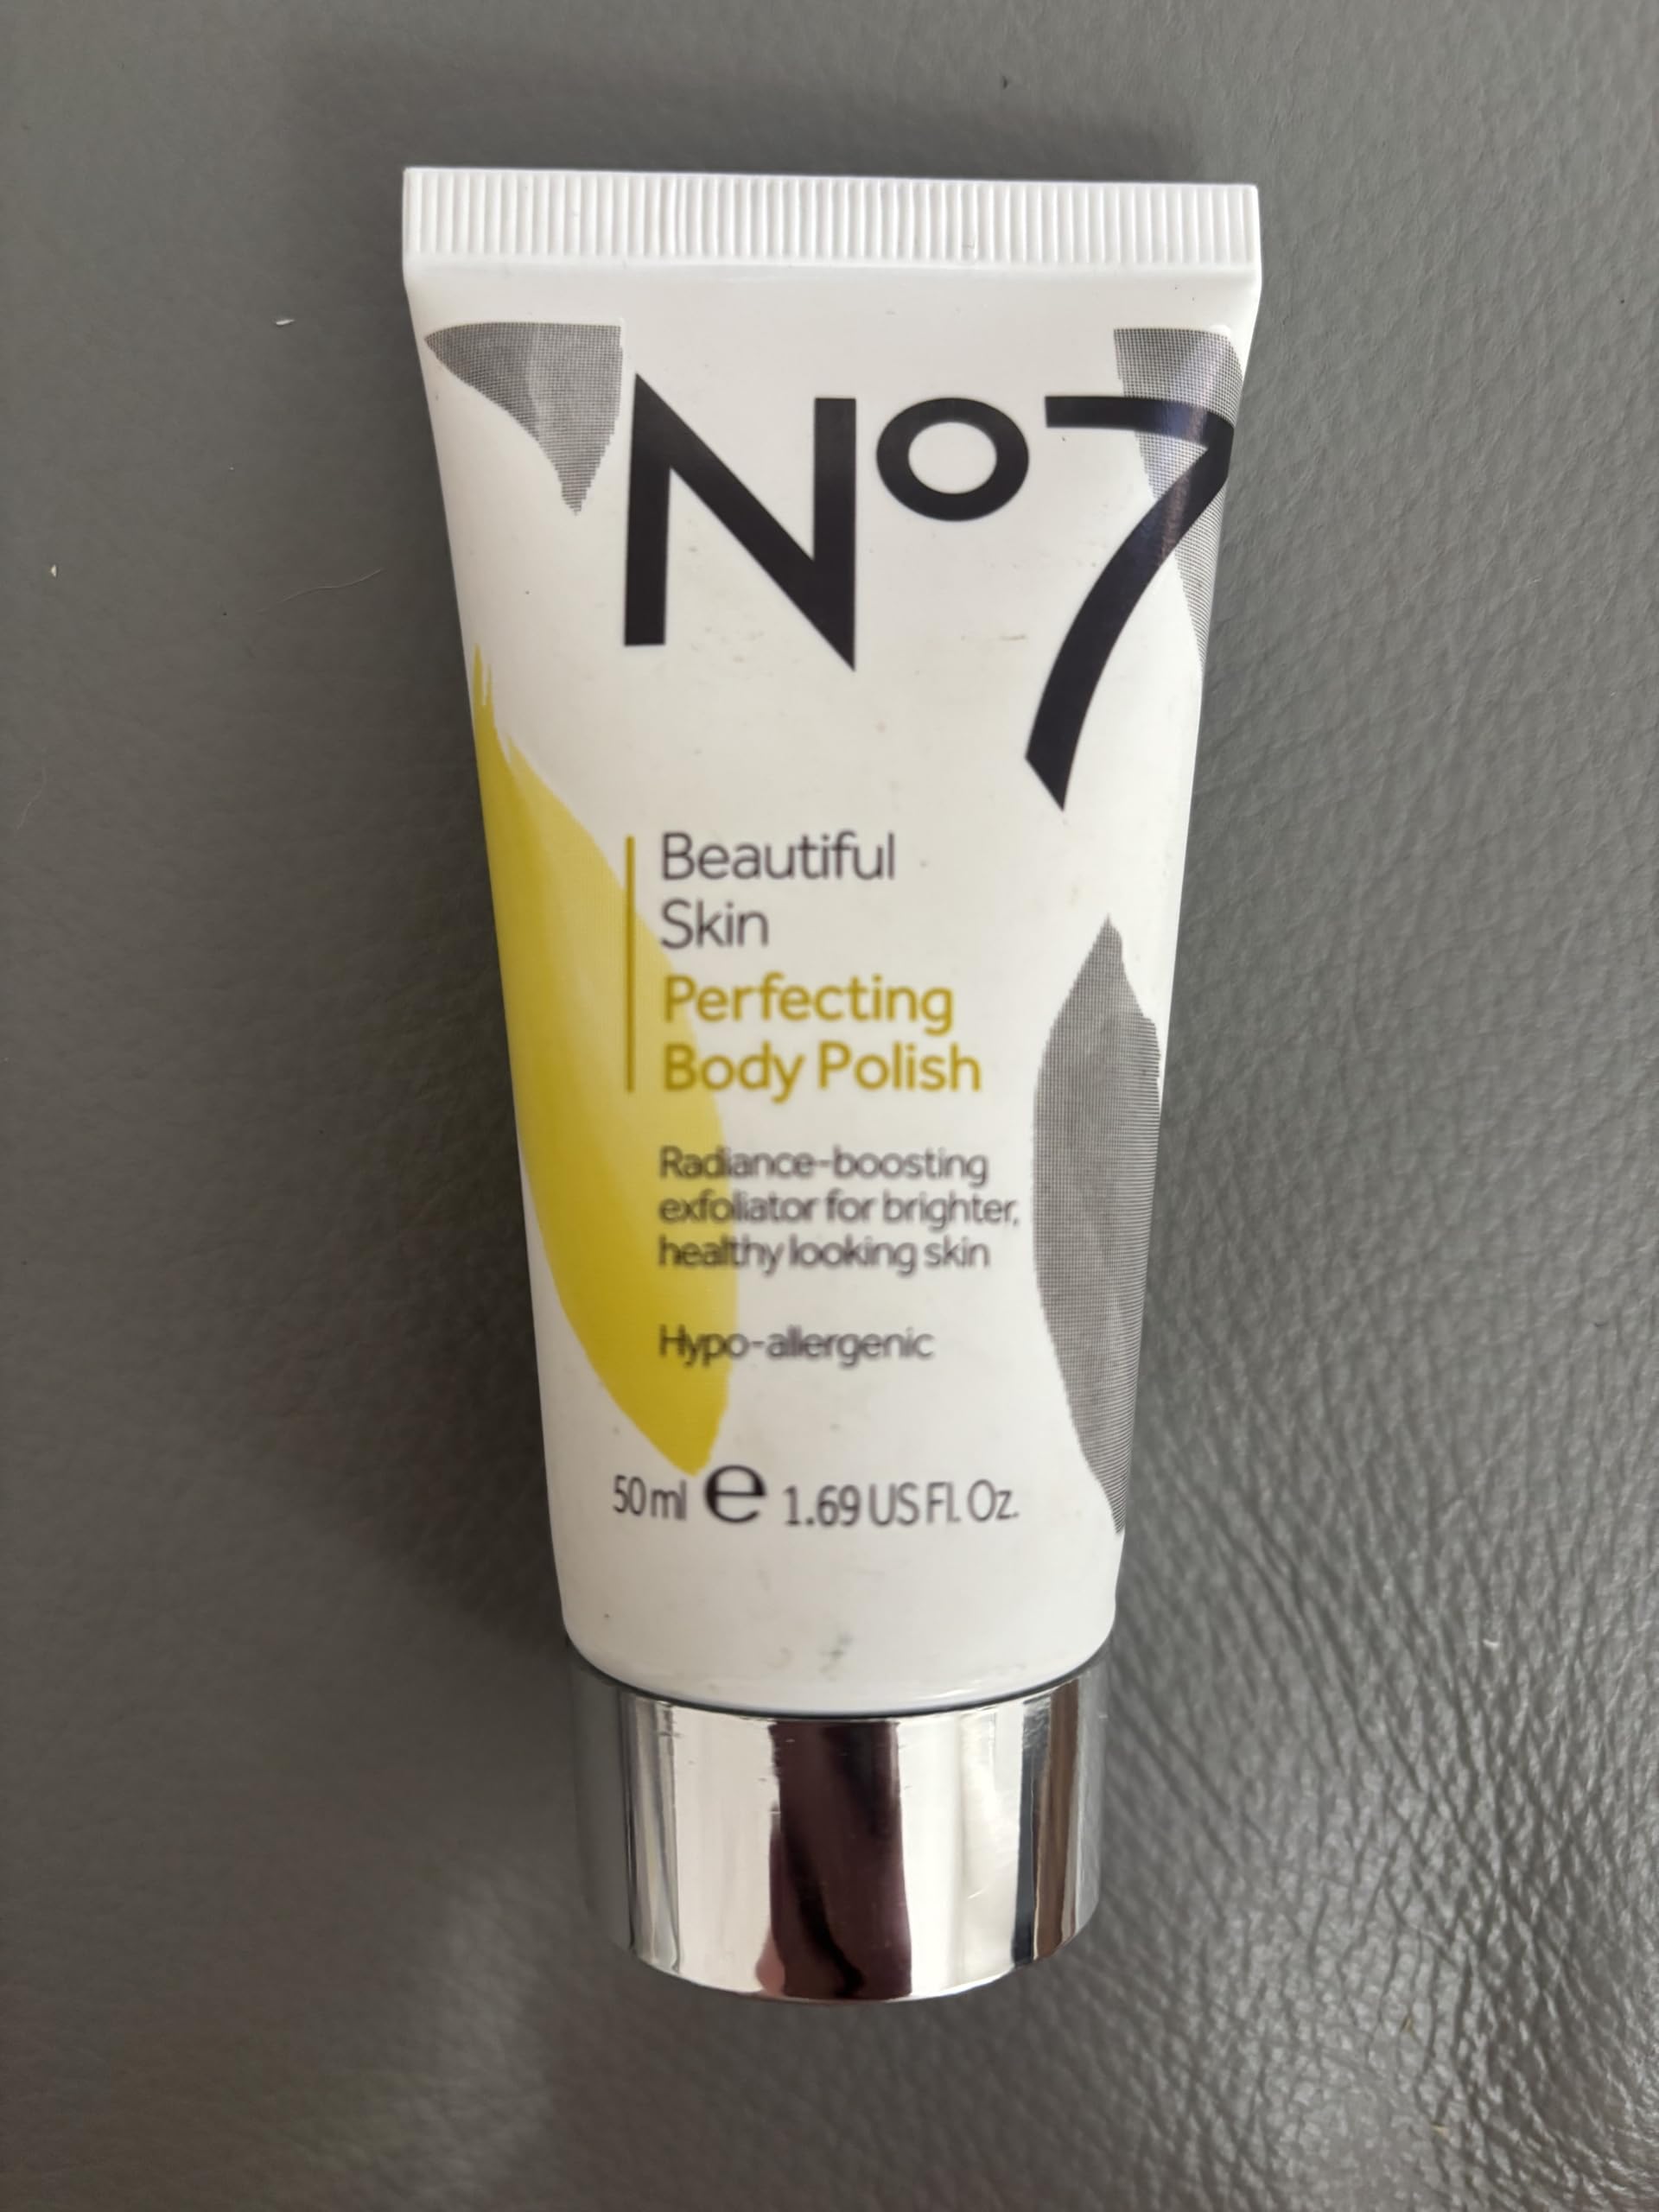 Nº7
Beautiful
Skin
Perfecting
Body Polish
Radiance-boosting
exfoliator for brighter,
healthy looking skin
Hypo-allergenic
50ml e 1.69 US Fl. Oz.